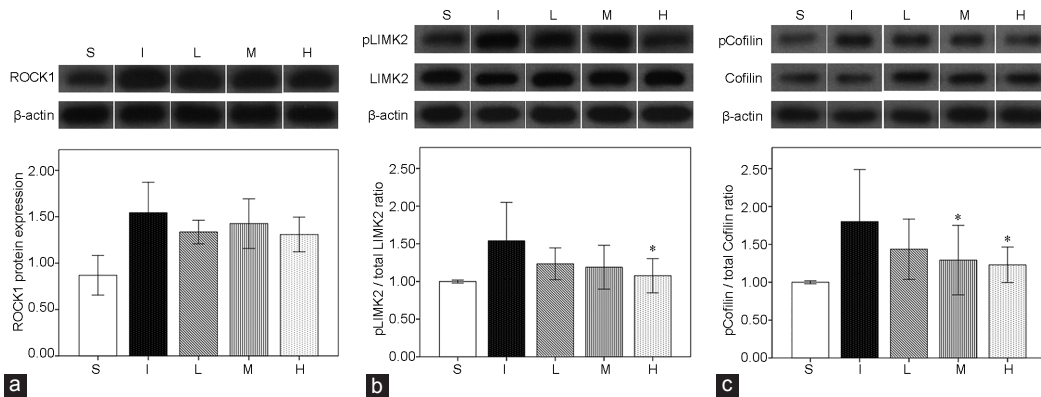 S I L M H
ROCK1
β-actin
ROCK1 protein expression
2.00
1.50
1.00
0.50
0.00
S I L M H
a
S I L M H
pLIMK2
LIMK2
β-actin
pLIMK2 / total LIMK2 ratio
2.50
2.00
1.50
1.00
0.50
0.00
*
S I L M H
b
S I L M H
pCofilin
Cofilin
β-actin
pCofilin / total Cofilin ratio
2.50
2.00
1.50
1.00
0.50
0.00
* *
S I L M H
c